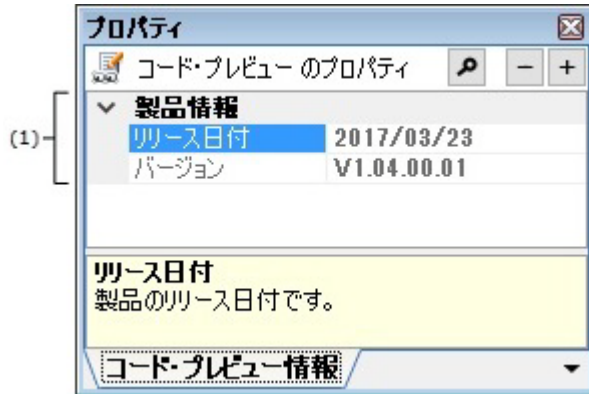 プロパティ
コード・プレビュー のプロパティ
(1)
製品情報
リリース日付 2017/03/23
バージョン V1.04.00.01
リリース日付
製品のリリース日付です。
コード・プレビュー情報